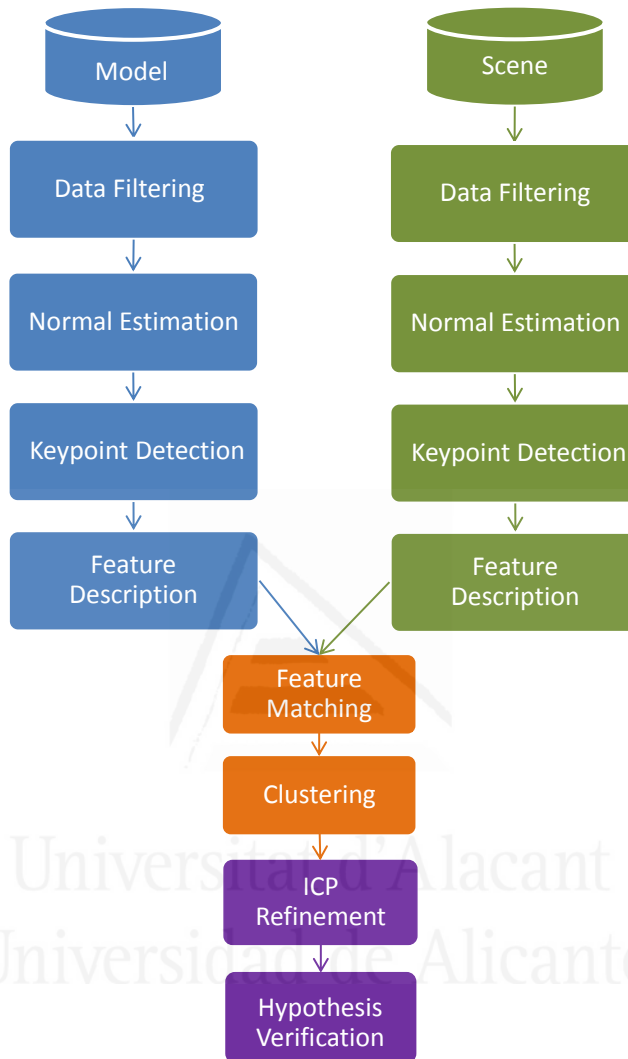 Model
Scene
Data Filtering
Data Filtering
Normal Estimation
Normal Estimation
Keypoint Detection
Keypoint Detection
Feature
Description
Feature
Description
Feature
Matching
Clustering
ICP
Refinement
Hypothesis
Verification
Universitat d'Alacant
Universidad de Alicante